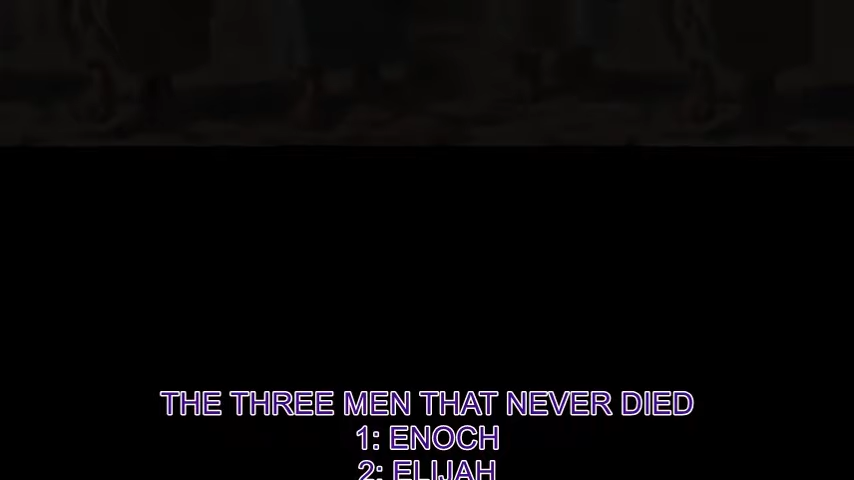 THE THREE MEN THAT NEVER DIED
1: ENOCH
2: ELIJAH